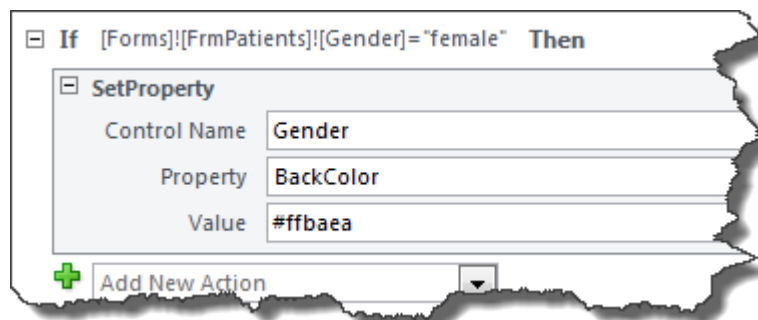 If [Forms]![FrmPatients]![Gender]="female" Then
SetProperty
Control Name Gender
Property BackColor
Value #ffbaea
Add New Action